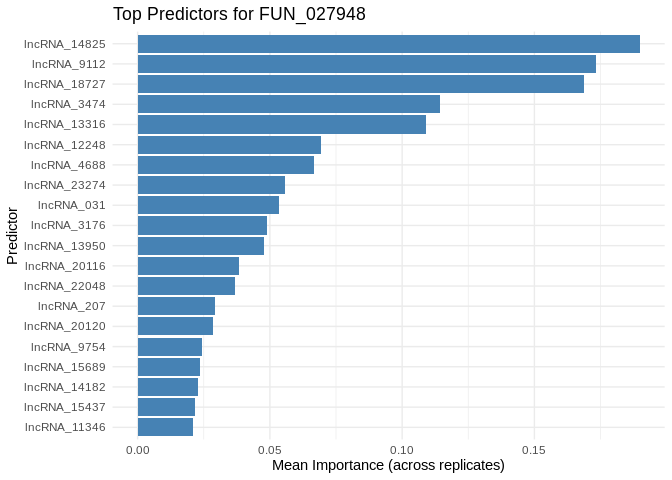 Top Predictors for FUN_027948
Predictor
lncRNA_14825
lncRNA_9112
lncRNA_18727
lncRNA_3474
lncRNA_13316
lncRNA_12248
lncRNA_4688
lncRNA_23274
lncRNA_031
lncRNA_3176
lncRNA_13950
lncRNA_20116
lncRNA_22048
lncRNA_207
lncRNA_20120
lncRNA_9754
lncRNA_15689
lncRNA_14182
lncRNA_15437
lncRNA_11346
0.00 0.05 0.10 0.15
Mean Importance (across replicates)